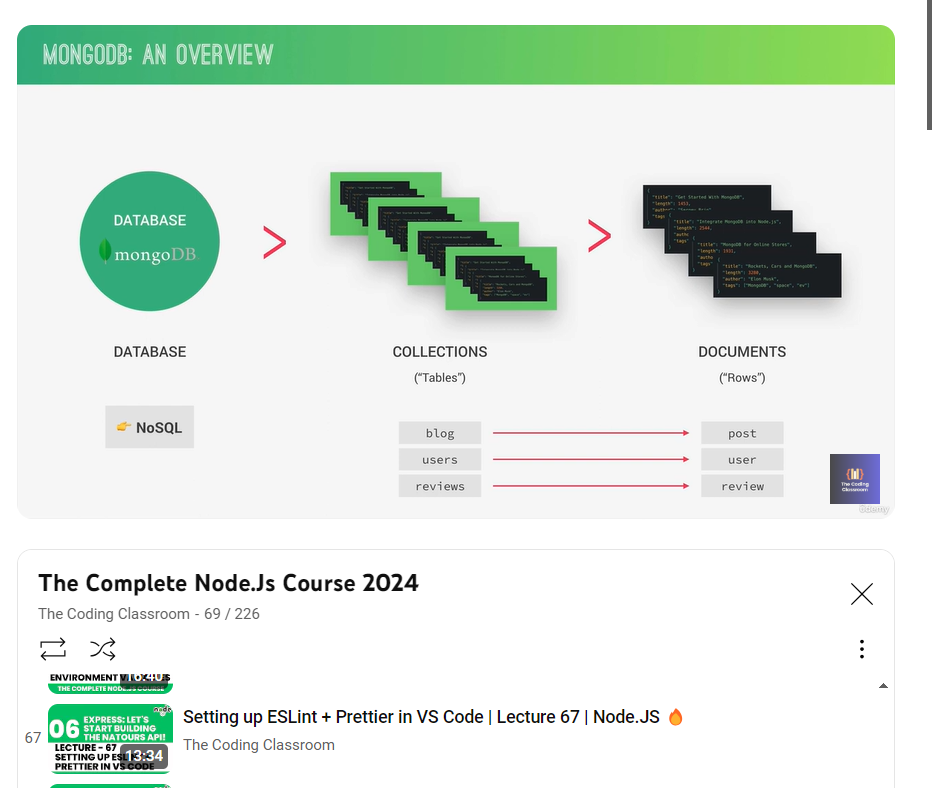 MONGODB: AN OVERVIEW
DATABASE
mongoDB
DATABASE
NoSQL
COLLECTIONS
("Tables")
DOCUMENTS
("Rows")
"title": "Get Started With MongoDB",
"length": 1453,
"title": "Integrate MongoDB into Node.js",
"length": 2544,
"title": "MongoDB for Online Stores",
"length": 1931,
"title": "Rockets, Cars and MongoDB",
"length": 3280,
"author": "Elon Musk",
"tags": ["MongoDB", "space", "ev"]
blog
post
users
user
reviews
review
The Coding
Classroom
Udemy
The Complete Node.Js Course 2024
The Coding Classroom - 69 / 226
16:40
THE COMPLETE NODE.JS COURSE
67
node
06
EXPRESS: LET'S
START BUILDING
THE NATOURS API!
LECTURE - 67
SETTING UP ESLINT +
PRETTIER IN VS CODE
13:34
Setting up ESLint + Prettier in VS Code | Lecture 67 | Node.JS 🔥
The Coding Classroom